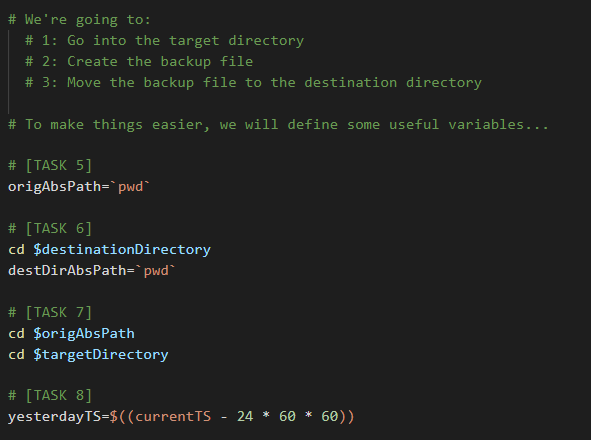 # We're going to:
# 1: Go into the target directory
# 2: Create the backup file
# 3: Move the backup file to the destination directory
# To make things easier, we will define some useful variables...
# [TASK 5]
origAbsPath=`pwd`
# [TASK 6]
cd $destinationDirectory
destDirAbsPath=`pwd`
# [TASK 7]
cd $origAbsPath
cd $targetDirectory
# [TASK 8]
yesterdayTS=$((currentTS - 24 * 60 * 60))